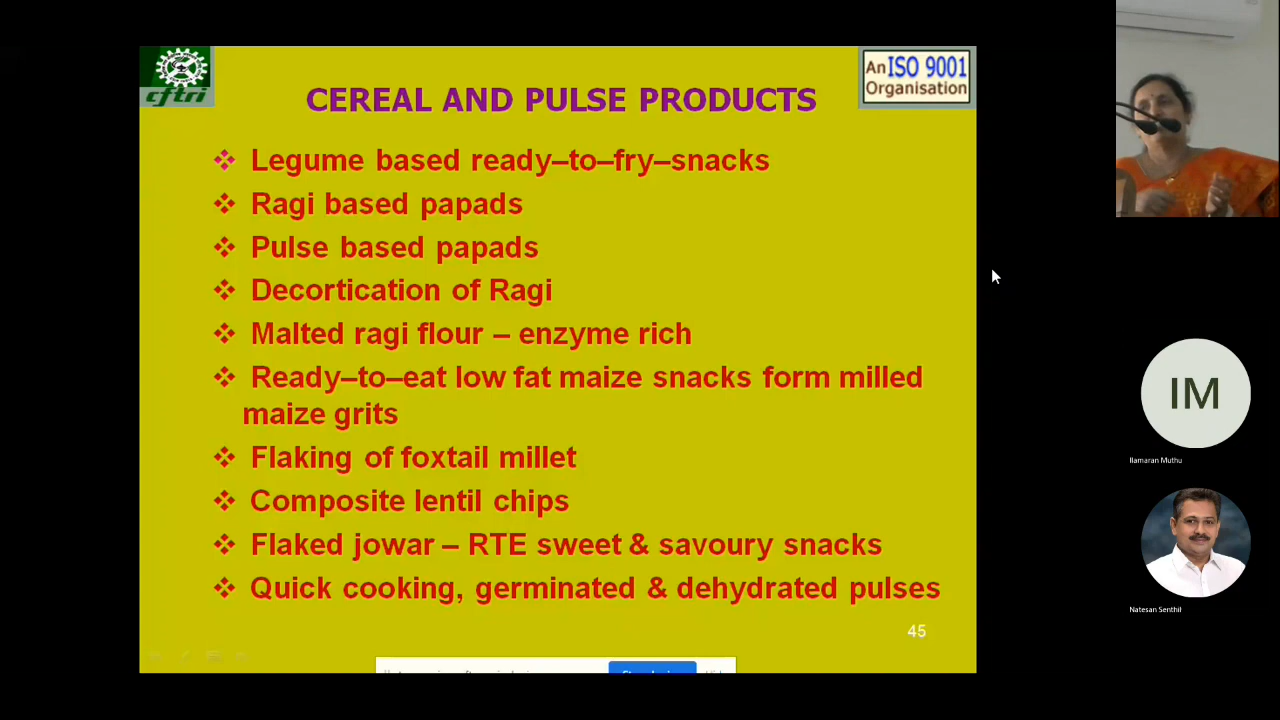 cftri
CEREAL AND PULSE PRODUCTS
An ISO 9001
Organisation
Legume based ready–to–fry–snacks
Ragi based papads
Pulse based papads
Decortication of Ragi
Malted ragi flour – enzyme rich
Ready–to–eat low fat maize snacks form milled
maize grits
Flaking of foxtail millet
Composite lentil chips
Flaked jowar – RTE sweet & savoury snacks
Quick cooking, germinated & dehydrated pulses
45
IM
Ilamaran Muthu
Natesan Senthil